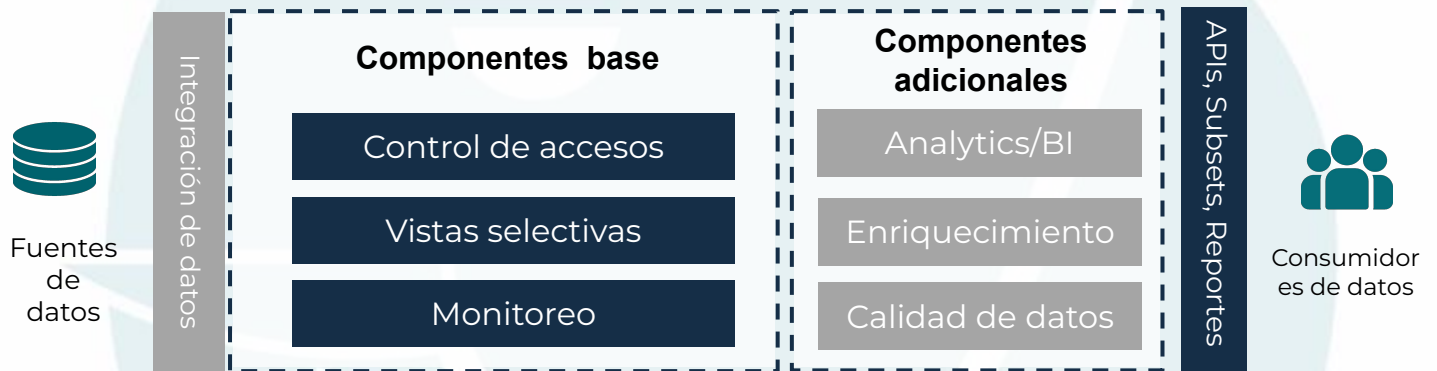 Fuentes
de
datos
Integración de datos
Componentes base
Control de accesos
Vistas selectivas
Monitoreo
Componentes
adicionales
Analytics/BI
Enriquecimiento
Calidad de datos
APIs, Subsets, Reportes
Consumidor
es de datos